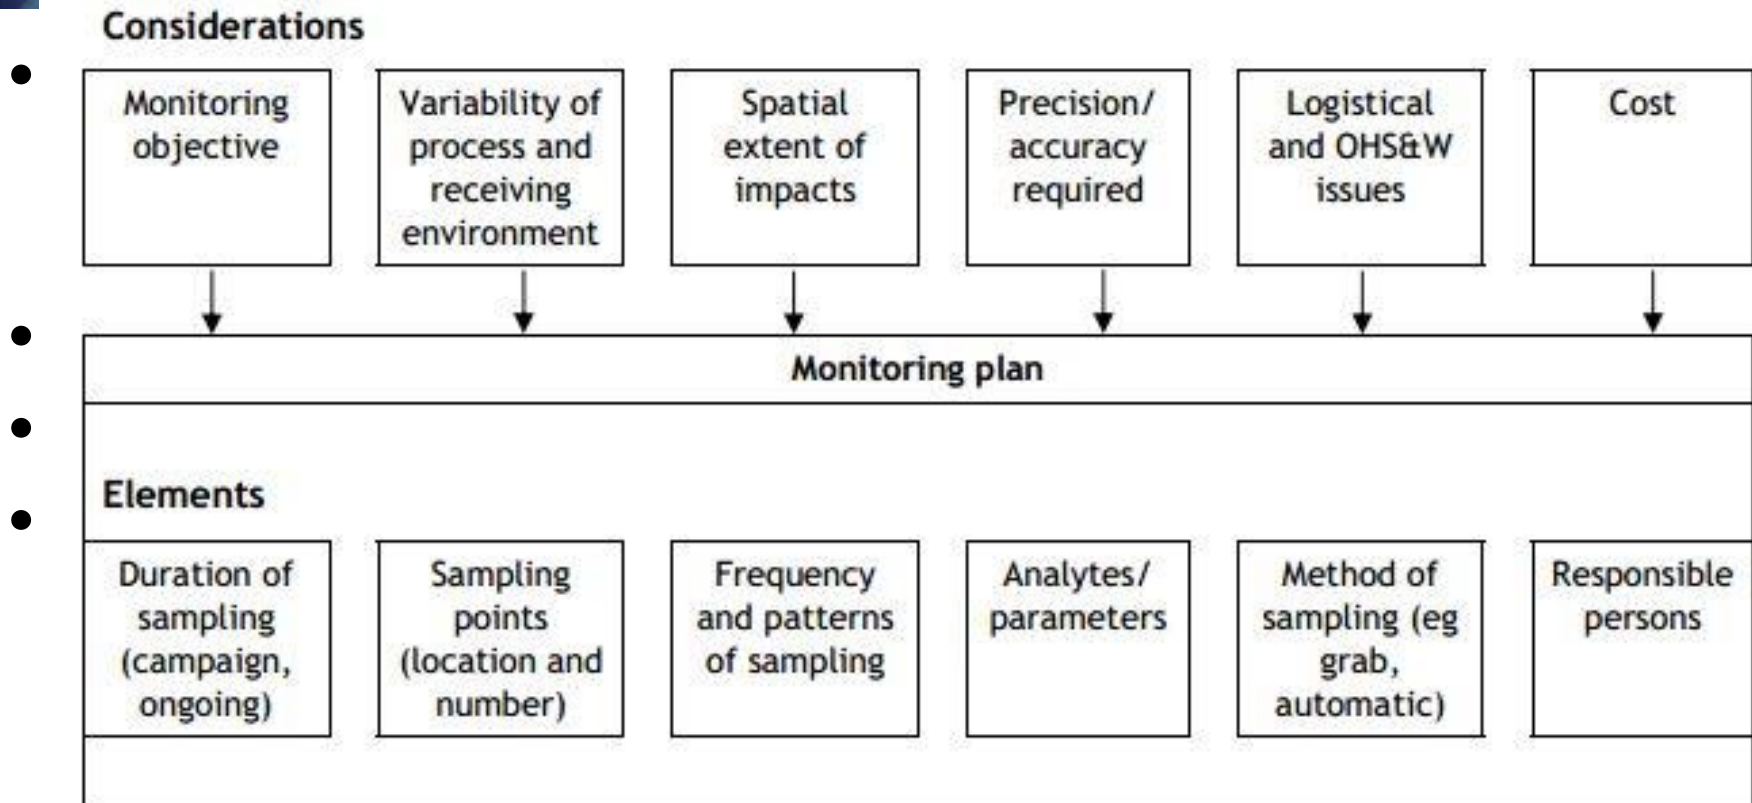 Considerations
Monitoring
objective
Variability of
process and
receiving
environment
Spatial
extent of
impacts
Precision/
accuracy
required
Logistical
and OHS&W
issues
Cost
Monitoring plan
Elements
Duration of
sampling
(campaign,
ongoing)
Sampling
points
(location and
number)
Frequency
and patterns
of sampling
Analytes/
parameters
Method of
sampling (eg
grab,
automatic)
Responsible
persons